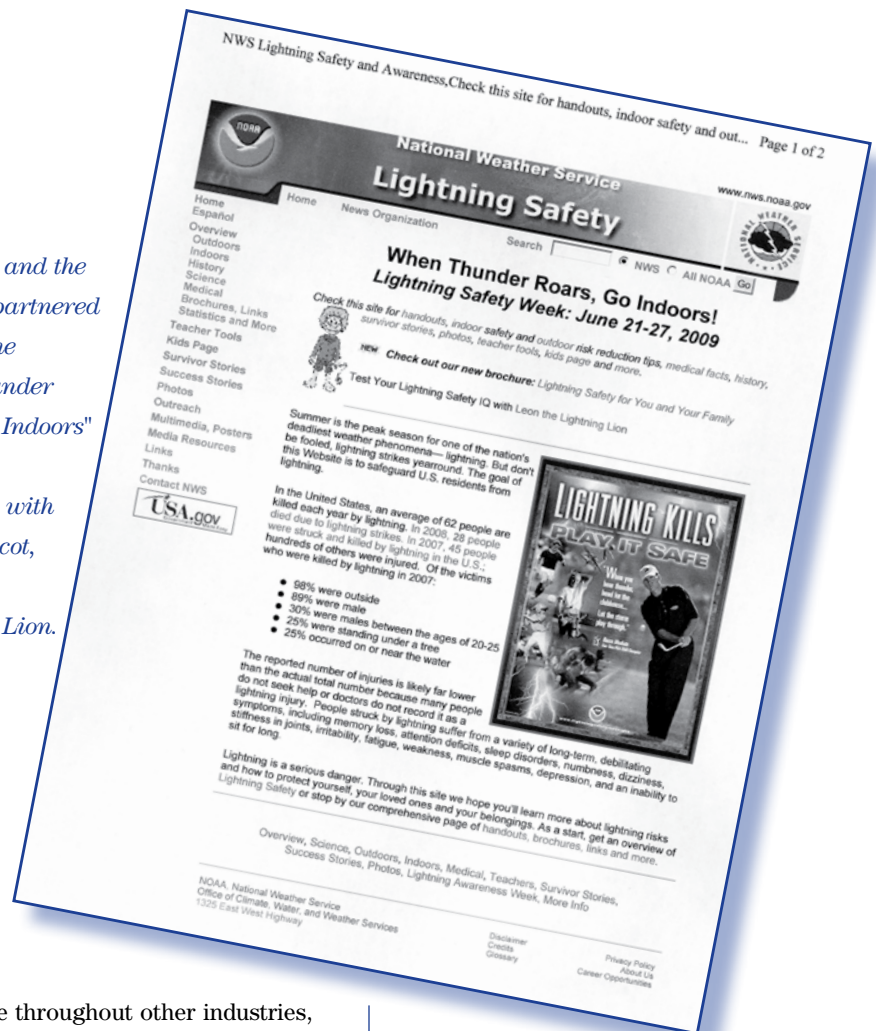 NWS Lightning Safety and Awareness,Check this site for handouts, indoor safety and out... Page 1 of 2
NOAA
National Weather Service
Lightning Safety
www.nws.noaa.gov
NATIONAL WEATHER SERVICE
Home
News Organization
Search
NWS
All NOAA
Go
Home
Español
Overview
Outdoors
Indoors
History
Science
Medical
Brochures, Links
Statistics and More
Teacher Tools
Kids Page
Survivor Stories
Success Stories
Photos
Outreach
Multimedia, Posters
Media Resources
Links
Thanks
Contact NWS
USA.gov
When Thunder Roars, Go Indoors!
Lightning Safety Week: June 21-27, 2009
Check this site for handouts, indoor safety and outdoor risk reduction tips, medical facts, history,
survivor stories, photos, teacher tools, kids page and more.
NEW Check out our new brochure: Lightning Safety for You and Your Family
Test Your Lightning Safety IQ with Leon the Lightning Lion
Summer is the peak season for one of the nation's
deadliest weather phenomena— lightning. But don't
be fooled, lightning strikes yearround. The goal of
this Website is to safeguard U.S. residents from
lightning.
In the United States, an average of 62 people are
killed each year by lightning. In 2008, 28 people
died due to lightning strikes. In 2007, 45 people
were struck and killed by lightning in the U.S.;
hundreds of others were injured. Of the victims
who were killed by lightning in 2007:
● 98% were outside
● 89% were male
● 30% were males between the ages of 20-25
● 25% were standing under a tree
● 25% occurred on or near the water
LIGHTNING KILLS
PLAY IT SAFE
"When you
hear thunder,
head for the
clubhouse...
Let the storm
play through."
The reported number of injuries is likely far lower
than the actual total number because many people
do not seek help or doctors do not record it as a
lightning injury. People struck by lightning suffer from a variety of long-term, debilitating
symptoms, including memory loss, attention deficits, sleep disorders, numbness, dizziness,
stiffness in joints, irritability, fatigue, weakness, muscle spasms, depression, and an inability to
sit for long.
Lightning is a serious danger. Through this site we hope you'll learn more about lightning risks
and how to protect yourself, your loved ones and your belongings. As a start, get an overview of
Lightning Safety or stop by our comprehensive page of handouts, brochures, links and more.
Overview, Science, Outdoors, Indoors, Medical, Teachers, Survivor Stories,
Success Stories, Photos, Lightning Awareness Week, More Info
NOAA, National Weather Service
Office of Climate, Water, and Weather Services
1325 East West Highway
Disclaimer
Credits
Glossary
Privacy Policy
About Us
Career Opportunities
and the
partnered
Indoors"
with
Lion.
throughout other industries,